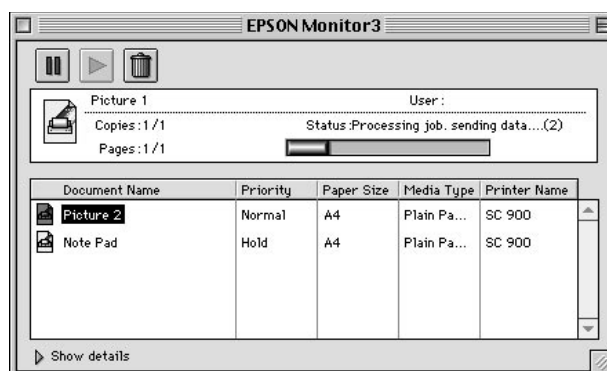 EPSON Monitor3
Picture 1 User :
Copies :1/1 Status :Processing job. sending data....(2)
Pages :1/1
Document Name Priority Paper Size Media Type Printer Name
Picture 2 Normal A4 Plain Pa... SC 900
Note Pad Hold A4 Plain Pa... SC 900
Show details